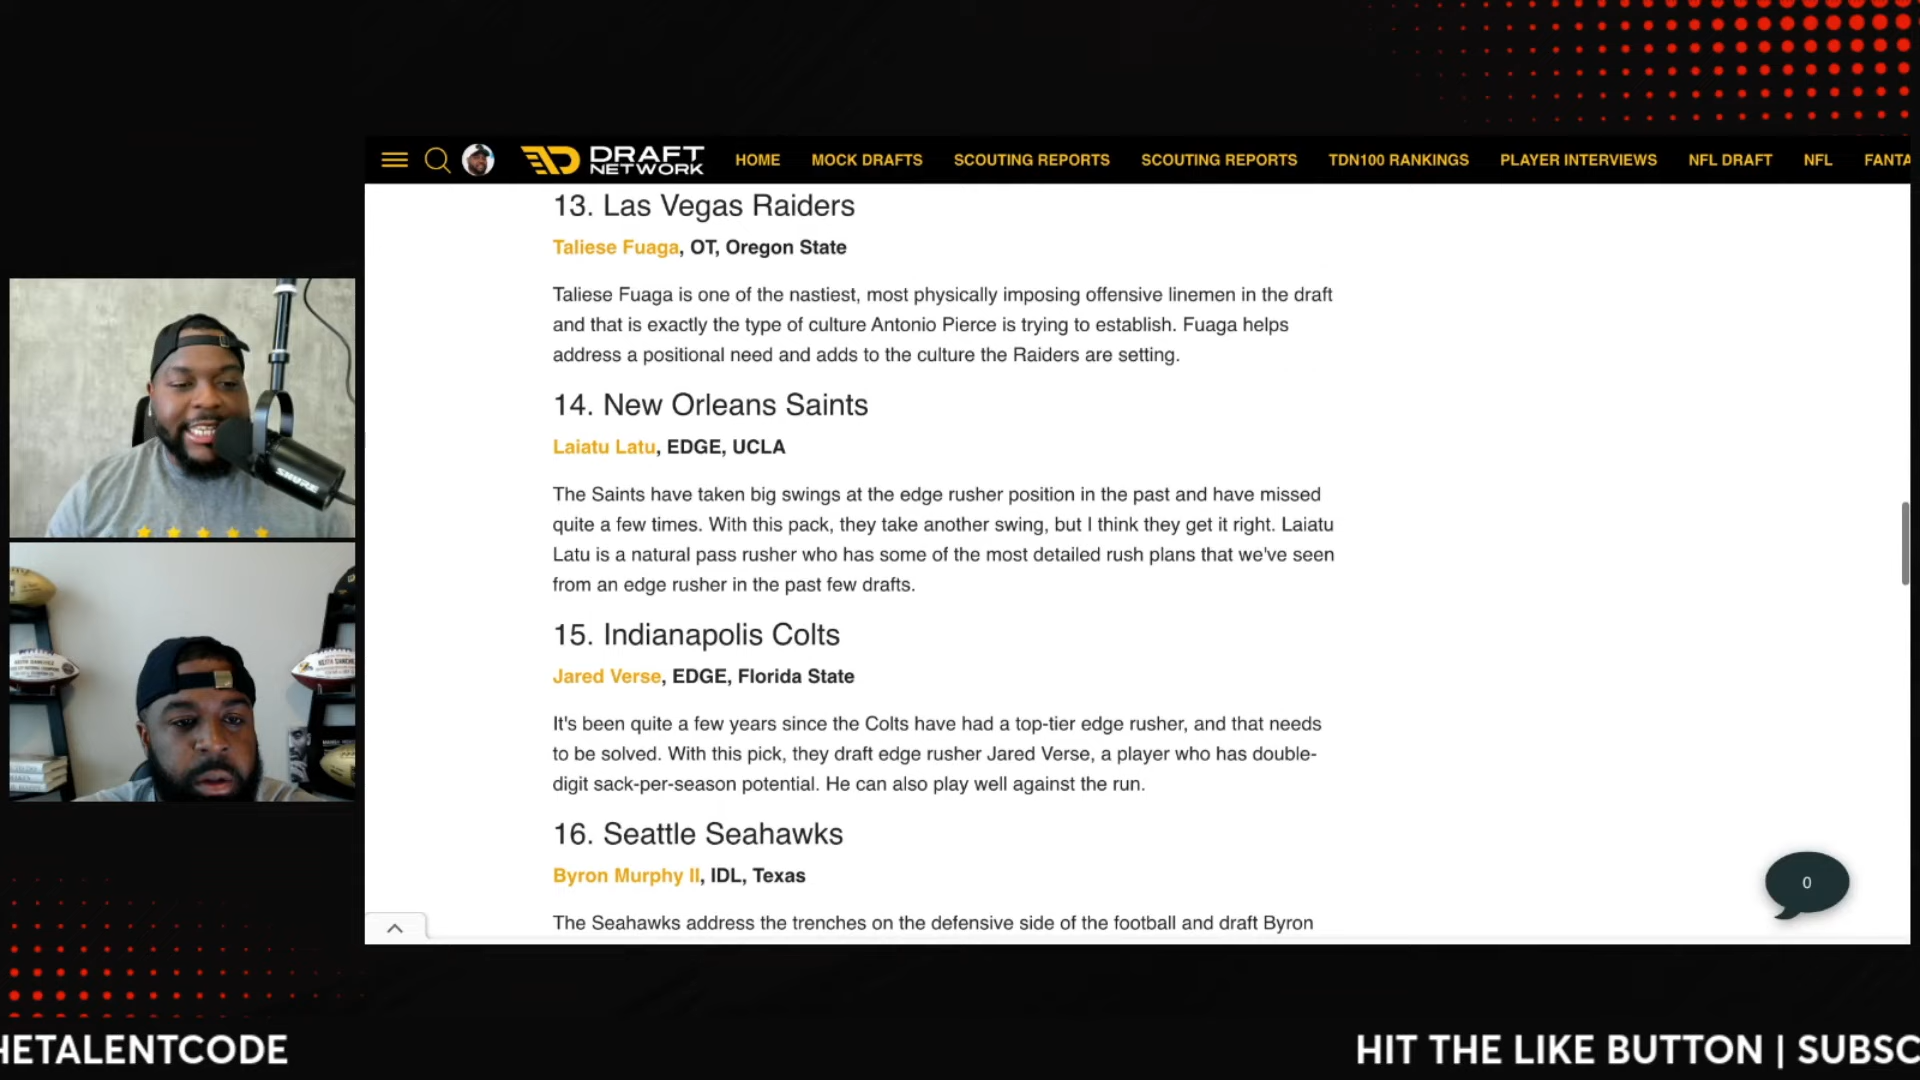 DRAFT
NETWORK
HOME MOCK DRAFTS SCOUTING REPORTS SCOUTING REPORTS TDN100 RANKINGS PLAYER INTERVIEWS NFL DRAFT NFL FANTA
13. Las Vegas Raiders
Taliese Fuaga, OT, Oregon State
Taliese Fuaga is one of the nastiest, most physically imposing offensive linemen in the draft
and that is exactly the type of culture Antonio Pierce is trying to establish. Fuaga helps
address a positional need and adds to the culture the Raiders are setting.
14. New Orleans Saints
Laiatu Latu, EDGE, UCLA
The Saints have taken big swings at the edge rusher position in the past and have missed
quite a few times. With this pack, they take another swing, but I think they get it right. Laiatu
Latu is a natural pass rusher who has some of the most detailed rush plans that we've seen
from an edge rusher in the past few drafts.
15. Indianapolis Colts
Jared Verse, EDGE, Florida State
It's been quite a few years since the Colts have had a top-tier edge rusher, and that needs
to be solved. With this pick, they draft edge rusher Jared Verse, a player who has double-
digit sack-per-season potential. He can also play well against the run.
16. Seattle Seahawks
Byron Murphy II, IDL, Texas
The Seahawks address the trenches on the defensive side of the football and draft Byron
0
SHURE
HETALENTCODE
HIT THE LIKE BUTTON | SUBSC